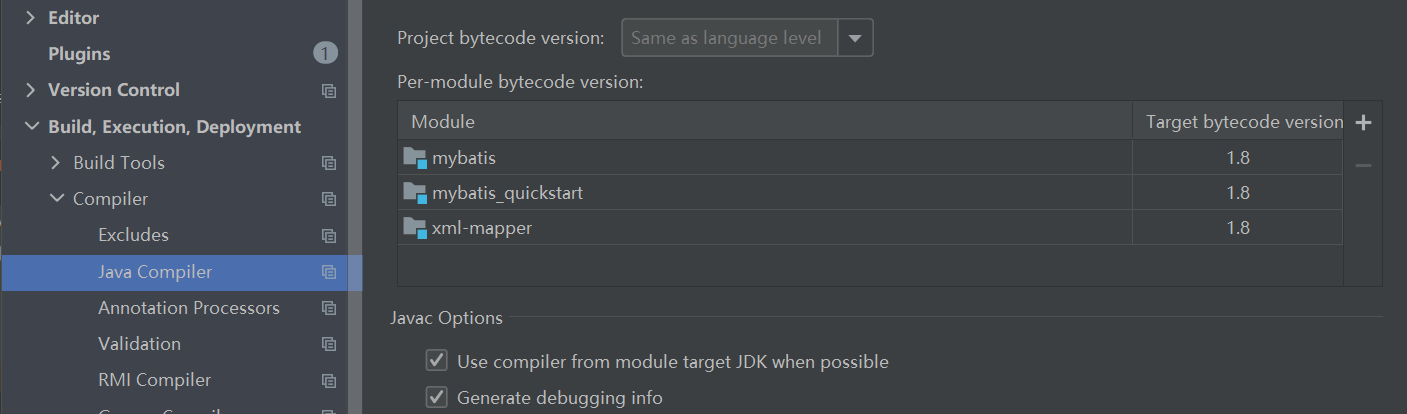 Editor
Plugins 1
Version Control
Build, Execution, Deployment
Build Tools
Compiler
Excludes
Java Compiler
Annotation Processors
Validation
RMI Compiler
Project bytecode version: Same as language level
Per-module bytecode version:
Module Target bytecode version
mybatis 1.8
mybatis_quickstart 1.8
xml-mapper 1.8
Javac Options
Use compiler from module target JDK when possible
Generate debugging info